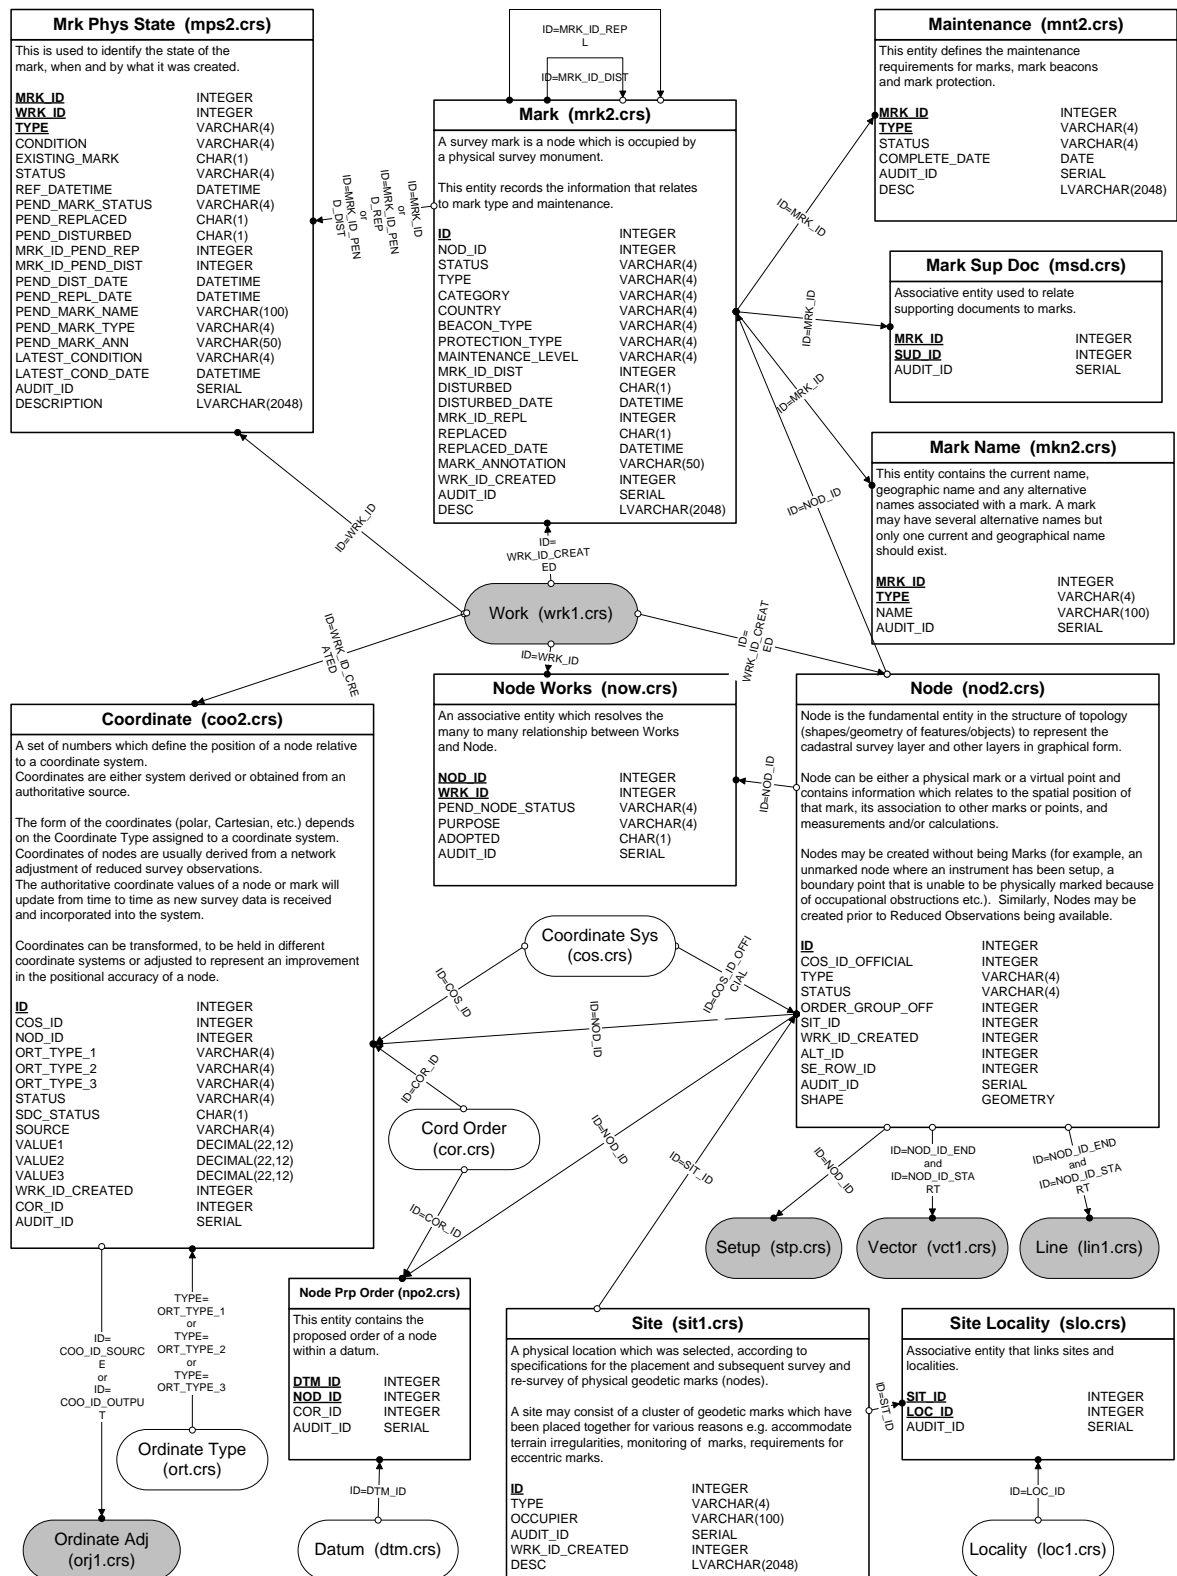 Mrk Phys State (mps2.crs)
This is used to identify the state of the
mark, when and by what it was created.
MRK_ID INTEGER
WRK_ID INTEGER
TYPE VARCHAR(4)
CONDITION VARCHAR(4)
EXISTING_MARK CHAR(1)
STATUS VARCHAR(4)
REF_DATETIME DATETIME
PEND_MARK_STATUS VARCHAR(4)
PEND_REPLACED CHAR(1)
PEND_DISTURBED CHAR(1)
MRK_ID_PEND_REP INTEGER
MRK_ID_PEND_DIST INTEGER
PEND_DIST_DATE DATETIME
PEND_REPL_DATE DATETIME
PEND_MARK_NAME VARCHAR(100)
PEND_MARK_TYPE VARCHAR(4)
PEND_MARK_ANN VARCHAR(50)
LATEST_CONDITION VARCHAR(4)
LATEST_COND_DATE DATETIME
AUDIT_ID SERIAL
DESCRIPTION LVARCHAR(2048)
ID=MRK_ID_REP
L
ID=MRK_ID_DIST
ID=MRK_ID
or
ID=MRK_ID_PEN
D_REP
or
ID=MRK_ID_PEN
D_DIST
Mark (mrk2.crs)
A survey mark is a node which is occupied by
a physical survey monument.
This entity records the information that relates
to mark type and maintenance.
ID INTEGER
NOD_ID INTEGER
STATUS VARCHAR(4)
TYPE VARCHAR(4)
CATEGORY VARCHAR(4)
COUNTRY VARCHAR(4)
BEACON_TYPE VARCHAR(4)
PROTECTION_TYPE VARCHAR(4)
MAINTENANCE_LEVEL VARCHAR(4)
MRK_ID_DIST INTEGER
DISTURBED CHAR(1)
DISTURBED_DATE DATETIME
MRK_ID_REPL INTEGER
REPLACED CHAR(1)
REPLACED_DATE DATETIME
MARK_ANNOTATION VARCHAR(50)
WRK_ID_CREATED INTEGER
AUDIT_ID SERIAL
DESC LVARCHAR(2048)
Maintenance (mnt2.crs)
This entity defines the maintenance
requirements for marks, mark beacons
and mark protection.
MRK_ID INTEGER
TYPE VARCHAR(4)
STATUS VARCHAR(4)
COMPLETE_DATE DATE
AUDIT_ID SERIAL
DESC LVARCHAR(2048)
ID=MRK_ID
Mark Sup Doc (msd.crs)
Associative entity used to relate
supporting documents to marks.
MRK_ID INTEGER
SUD_ID INTEGER
AUDIT_ID SERIAL
ID=MRK_ID
ID=MRK_ID
Mark Name (mkn2.crs)
This entity contains the current name,
geographic name and any alternative
names associated with a mark. A mark
may have several alternative names but
only one current and geographical name
should exist.
MRK_ID INTEGER
TYPE VARCHAR(4)
NAME VARCHAR(100)
AUDIT_ID SERIAL
ID=NOD_ID
ID=WRK_ID
ID=
WRK_ID_CREAT
ED
Work (wrk1.crs)
ID=WRK_ID_CRE
ATED
ID=WRK_ID
ID=
WRK_ID_CREAT
ED
Node Works (now.crs)
An associative entity which resolves the
many to many relationship between Works
and Node.
NOD_ID INTEGER
WRK_ID INTEGER
PEND_NODE_STATUS VARCHAR(4)
PURPOSE VARCHAR(4)
ADOPTED CHAR(1)
AUDIT_ID SERIAL
ID=NOD_ID
Node (nod2.crs)
Node is the fundamental entity in the structure of topology
(shapes/geometry of features/objects) to represent the
cadastral survey layer and other layers in graphical form.
Node can be either a physical mark or a virtual point and
contains information which relates to the spatial position of
that mark, its association to other marks or points, and
measurements and/or calculations.
Nodes may be created without being Marks (for example, an
unmarked node where an instrument has been setup, a
boundary point that is unable to be physically marked because
of occupational obstructions etc.). Similarly, Nodes may be
created prior to Reduced Observations being available.
ID INTEGER
COS_ID_OFFICIAL INTEGER
TYPE VARCHAR(4)
STATUS VARCHAR(4)
ORDER_GROUP_OFF INTEGER
SIT_ID INTEGER
WRK_ID_CREATED INTEGER
ALT_ID INTEGER
SE_ROW_ID INTEGER
AUDIT_ID SERIAL
SHAPE GEOMETRY
Coordinate (coo2.crs)
A set of numbers which define the position of a node relative
to a coordinate system.
Coordinates are either system derived or obtained from an
authoritative source.
The form of the coordinates (polar, Cartesian, etc.) depends
on the Coordinate Type assigned to a coordinate system.
Coordinates of nodes are usually derived from a network
adjustment of reduced survey observations.
The authoritative coordinate values of a node or mark will
update from time to time as new survey data is received
and incorporated into the system.
Coordinates can be transformed, to be held in different
coordinate systems or adjusted to represent an improvement
in the positional accuracy of a node.
ID INTEGER
COS_ID INTEGER
NOD_ID INTEGER
ORT_TYPE_1 VARCHAR(4)
ORT_TYPE_2 VARCHAR(4)
ORT_TYPE_3 VARCHAR(4)
STATUS VARCHAR(4)
SDC_STATUS CHAR(1)
SOURCE VARCHAR(4)
VALUE1 DECIMAL(22,12)
VALUE2 DECIMAL(22,12)
VALUE3 DECIMAL(22,12)
WRK_ID_CREATED INTEGER
COR_ID INTEGER
AUDIT_ID SERIAL
Coordinate Sys
(cos.crs)
ID=COS_ID
ID=COS_ID_OFFI
CIAL
ID=NOD_ID
ID=COR_ID
Cord Order
(cor.crs)
ID=NOD_ID
ID=SIT_ID
ID=COR_ID
ID=NOD_ID
ID=NOD_ID_END
and
ID=NOD_ID_STA
RT
ID=NOD_ID_END
and
ID=NOD_ID_STA
RT
Setup (stp.crs)
Vector (vct1.crs)
Line (lin1.crs)
ID=
COO_ID_SOURC
E or
ID=
COO_ID_OUTPU
T
TYPE=
ORT_TYPE_1
or
TYPE=
ORT_TYPE_2
or
TYPE=
ORT_TYPE_3
Ordinate Type
(ort.crs)
Ordinate Adj
(orj1.crs)
Node Prp Order (npo2.crs)
This entity contains the
proposed order of a node
within a datum.
DTM_ID INTEGER
NOD_ID INTEGER
COR_ID INTEGER
AUDIT_ID SERIAL
ID=DTM_ID
Datum (dtm.crs)
Site (sit1.crs)
A physical location which was selected, according to
specifications for the placement and subsequent survey and
re-survey of physical geodetic marks (nodes).
A site may consist of a cluster of geodetic marks which have
been placed together for various reasons e.g. accommodate
terrain irregularities, monitoring of marks, requirements for
eccentric marks.
ID INTEGER
TYPE VARCHAR(4)
OCCUPIER VARCHAR(100)
AUDIT_ID SERIAL
WRK_ID_CREATED INTEGER
DESC LVARCHAR(2048)
ID=SIT_ID
Site Locality (slo.crs)
Associative entity that links sites and
localities.
SIT_ID INTEGER
LOC_ID INTEGER
AUDIT_ID SERIAL
ID=LOC_ID
Locality (loc1.crs)